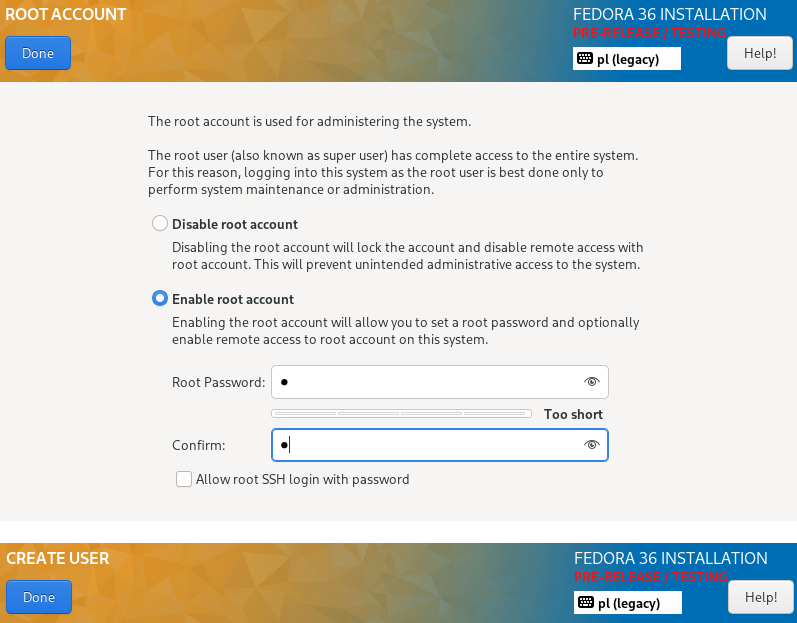 ROOT ACCOUNT
FEDORA 36 INSTALLATION
PRE-RELEASE / TESTING
Done
pl (legacy)
Help!
The root account is used for administering the system.
The root user (also known as super user) has complete access to the entire system.
For this reason, logging into this system as the root user is best done only to
perform system maintenance or administration.
Disable root account
Disabling the root account will lock the account and disable remote access with
root account. This will prevent unintended administrative access to the system.
Enable root account
Enabling the root account will allow you to set a root password and optionally
enable remote access to root account on this system.
Root Password:
Too short
Confirm:
Allow root SSH login with password
CREATE USER
FEDORA 36 INSTALLATION
PRE-RELEASE / TESTING
Done
pl (legacy)
Help!